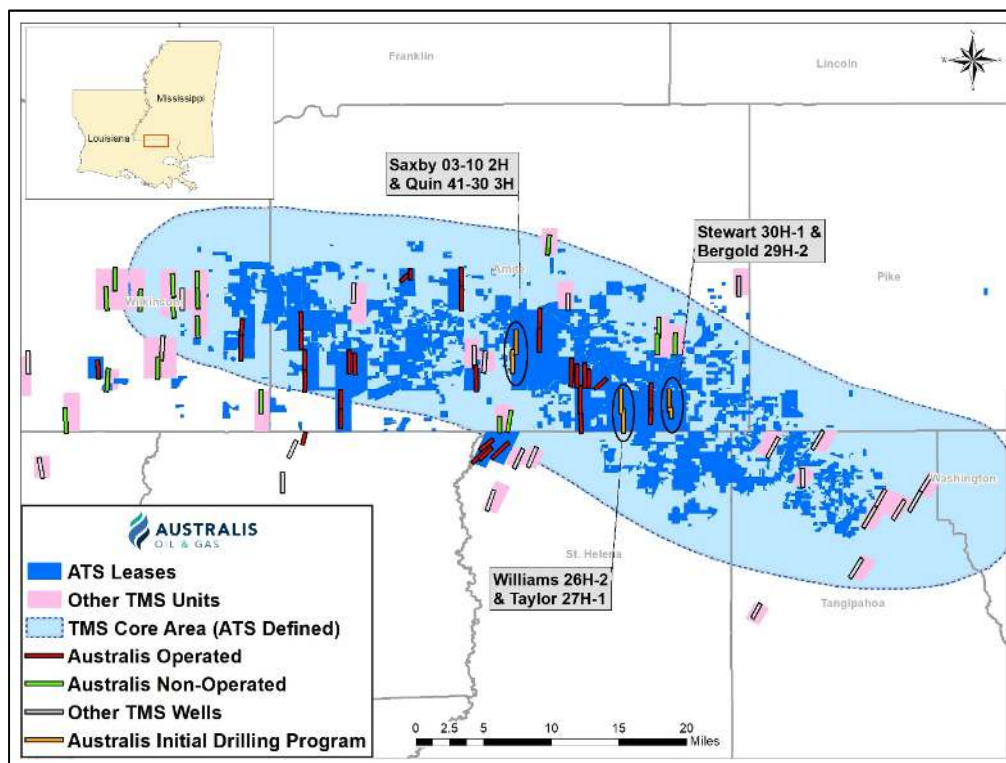 Franklin
Lincoln
Mississippi
Louisiana
N
W
E
S
Saxby 03-10 2H
& Quin 41-30 3H
Stewart 30H-1 &
Bergold 29H-2
Amite
Pike
Wilkinson
Washington
St. Helena
Williams 26H-2
& Taylor 27H-1
Tangipahoa
AUSTRALIS
OIL & GAS
ATS Leases
Other TMS Units
TMS Core Area (ATS Defined)
Australis Operated
Australis Non-Operated
Other TMS Wells
Australis Initial Drilling Program
0 2.5 5 10 15 20
Miles